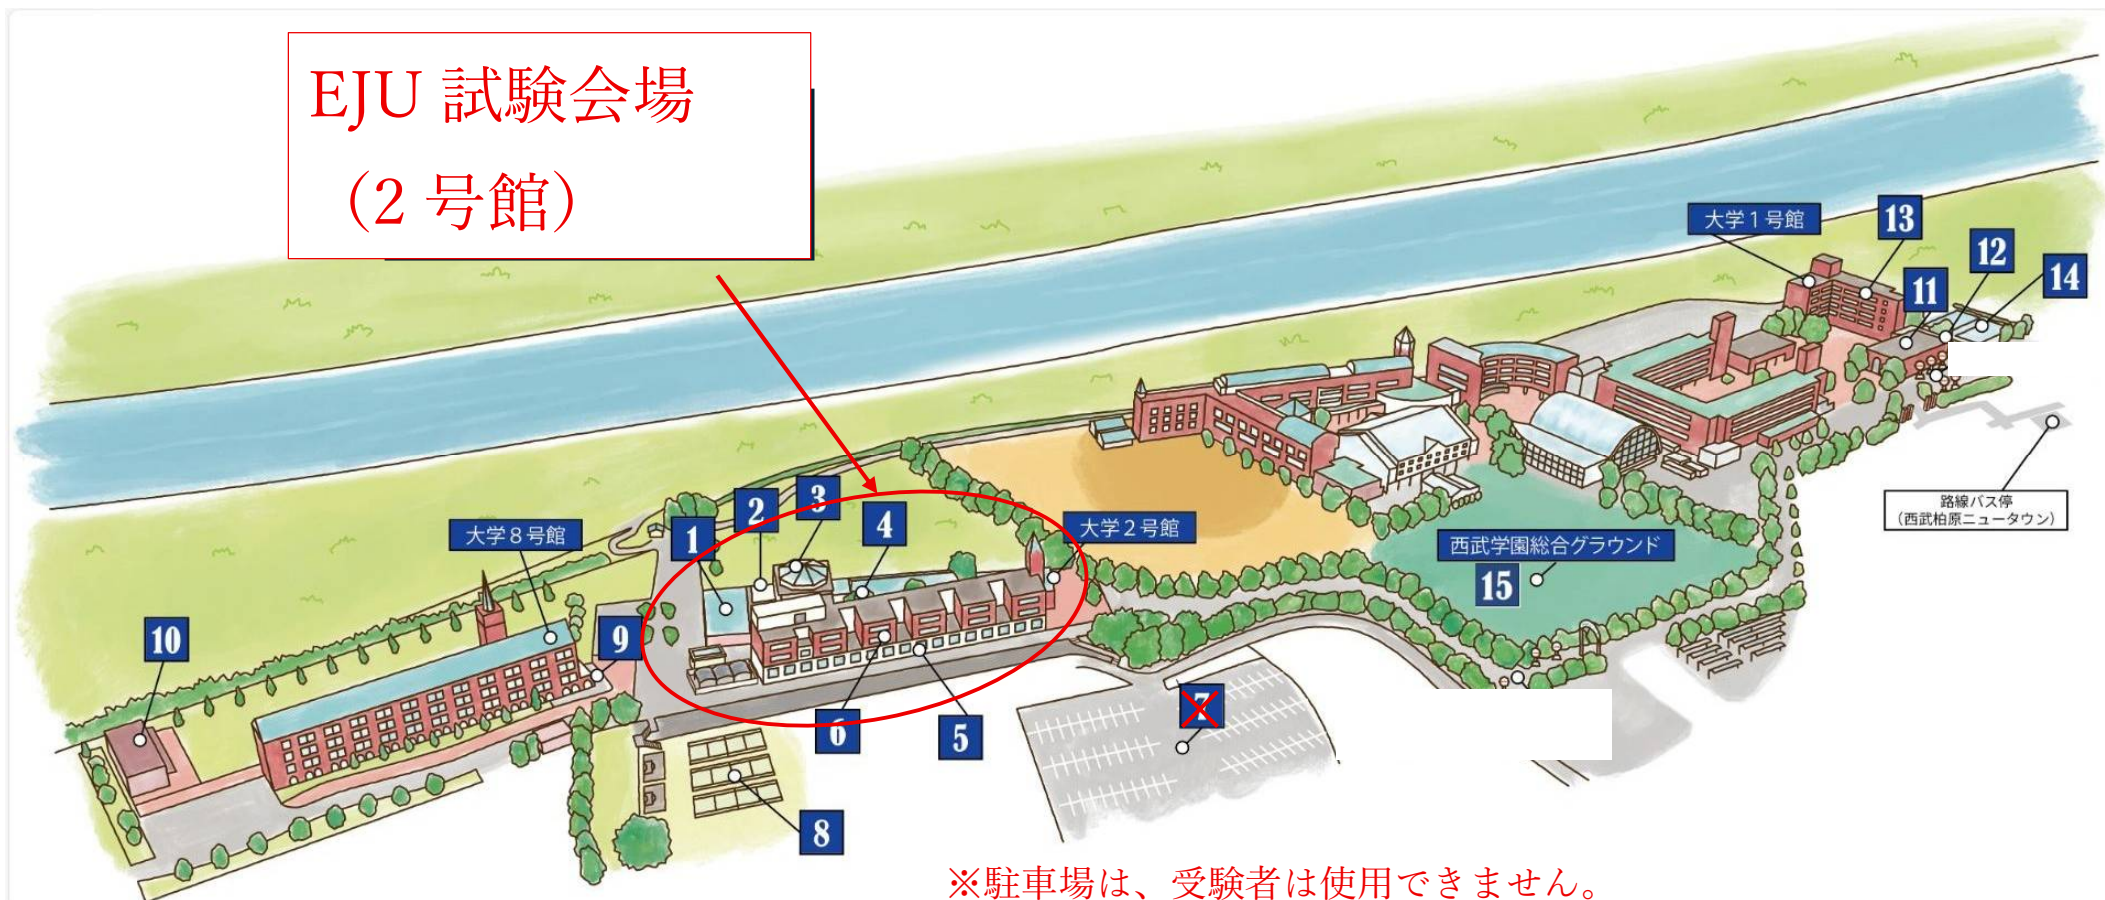 EJU 試験会場
（2 号館）
大学1号館
13
12
14
11
路線バス停
（西武柏原ニュータウン）
大学8号館
1
2
3
4
大学2号館
西武学園総合グラウンド
15
10
9
6
5
7
8
※駐車場は、受験者は使用できません。